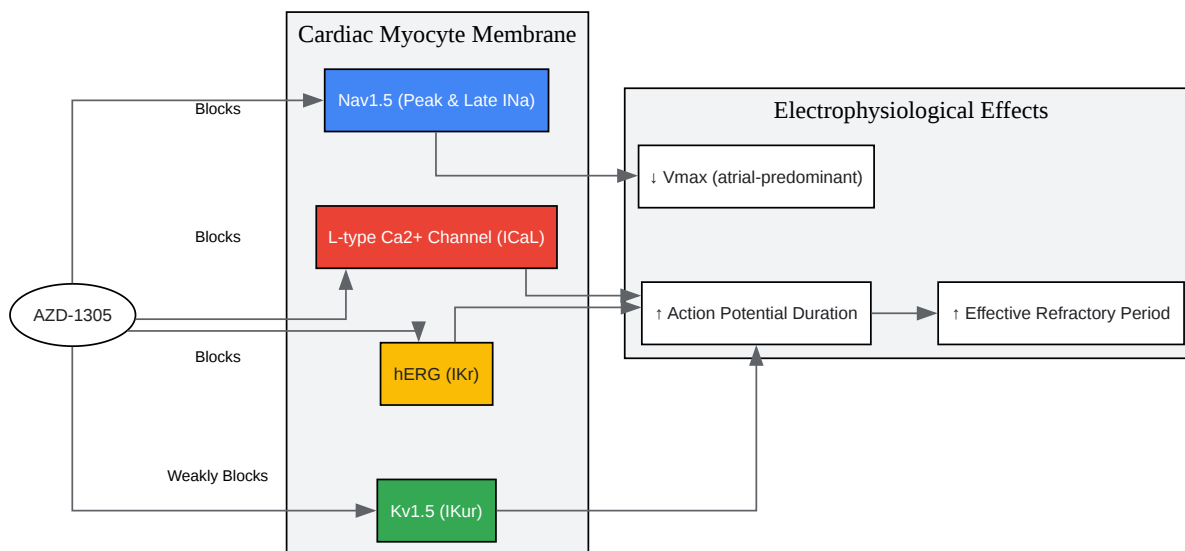 Cardiac Myocyte Membrane
Blocks
Nav1.5 (Peak & Late INa)
Electrophysiological Effects
↓ Vmax (atrial-predominant)
Blocks
L-type Ca2+ Channel (ICaL)
AZD-1305
↑ Action Potential Duration
↑ Effective Refractory Period
Blocks
hERG (IKr)
Weakly Blocks
Kv1.5 (IKur)